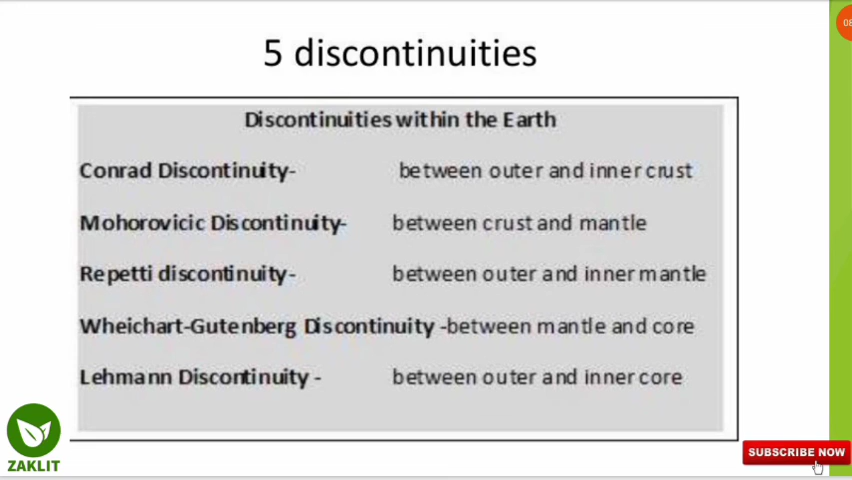 5 discontinuities
Discontinuities within the Earth
Conrad Discontinuity- between outer and inner crust
Mohorovicic Discontinuity- between crust and mantle
Repetti discontinuity- between outer and inner mantle
Wheichart-Gutenberg Discontinuity -between mantle and core
Lehmann Discontinuity - between outer and inner core
ZAKLIT
SUBSCRIBE NOW